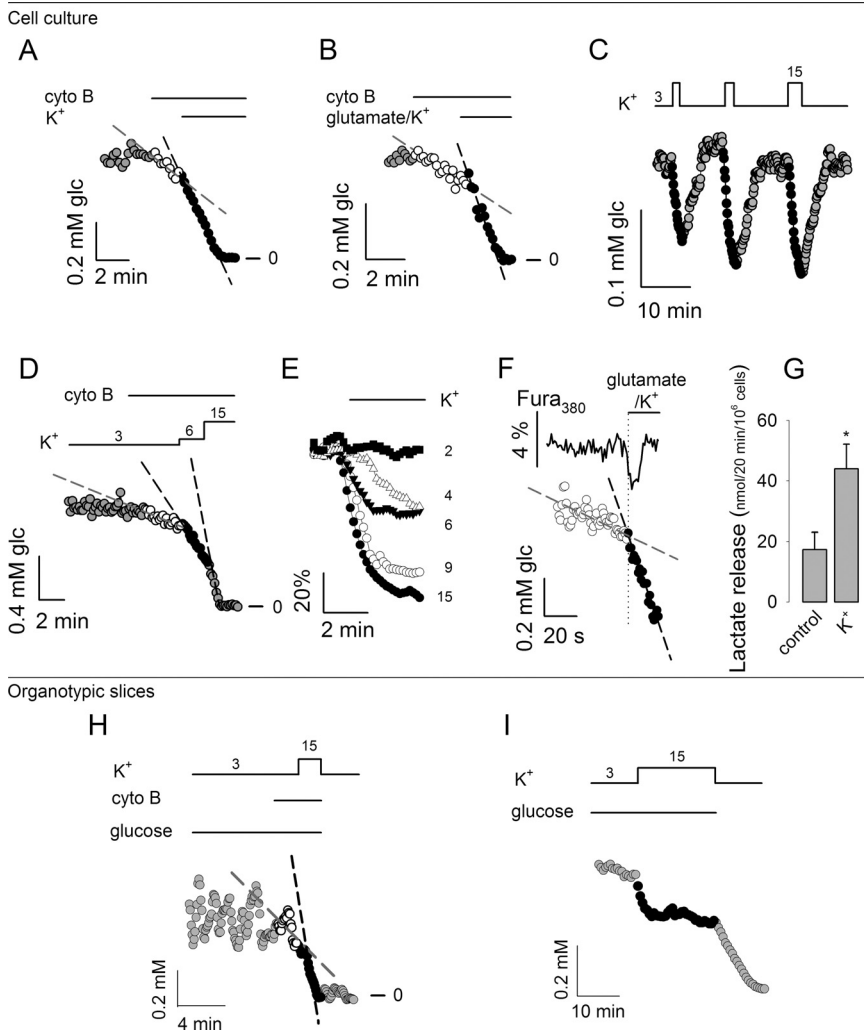 Cell culture
A
cyto B
K+
0.2 mM glc
2 min
0
B
cyto B
glutamate/K+
0.2 mM glc
2 min
0
C
15
3
K+
0.1 mM glc
10 min
D
cyto B
15
6
3
K+
0.4 mM glc
2 min
0
E
K+
2
4
6
9
15
20%
2 min
F
glutamate
/K+
Fura380
4 %
0.2 mM glc
20 s
G
Lactate release (nmol/20 min/10^6 cells)
60
40
20
0
*
control
K+
Organotypic slices
H
15
3
K+
cyto B
glucose
0.2 mM
4 min
0
I
15
3
K+
glucose
0.2 mM
10 min